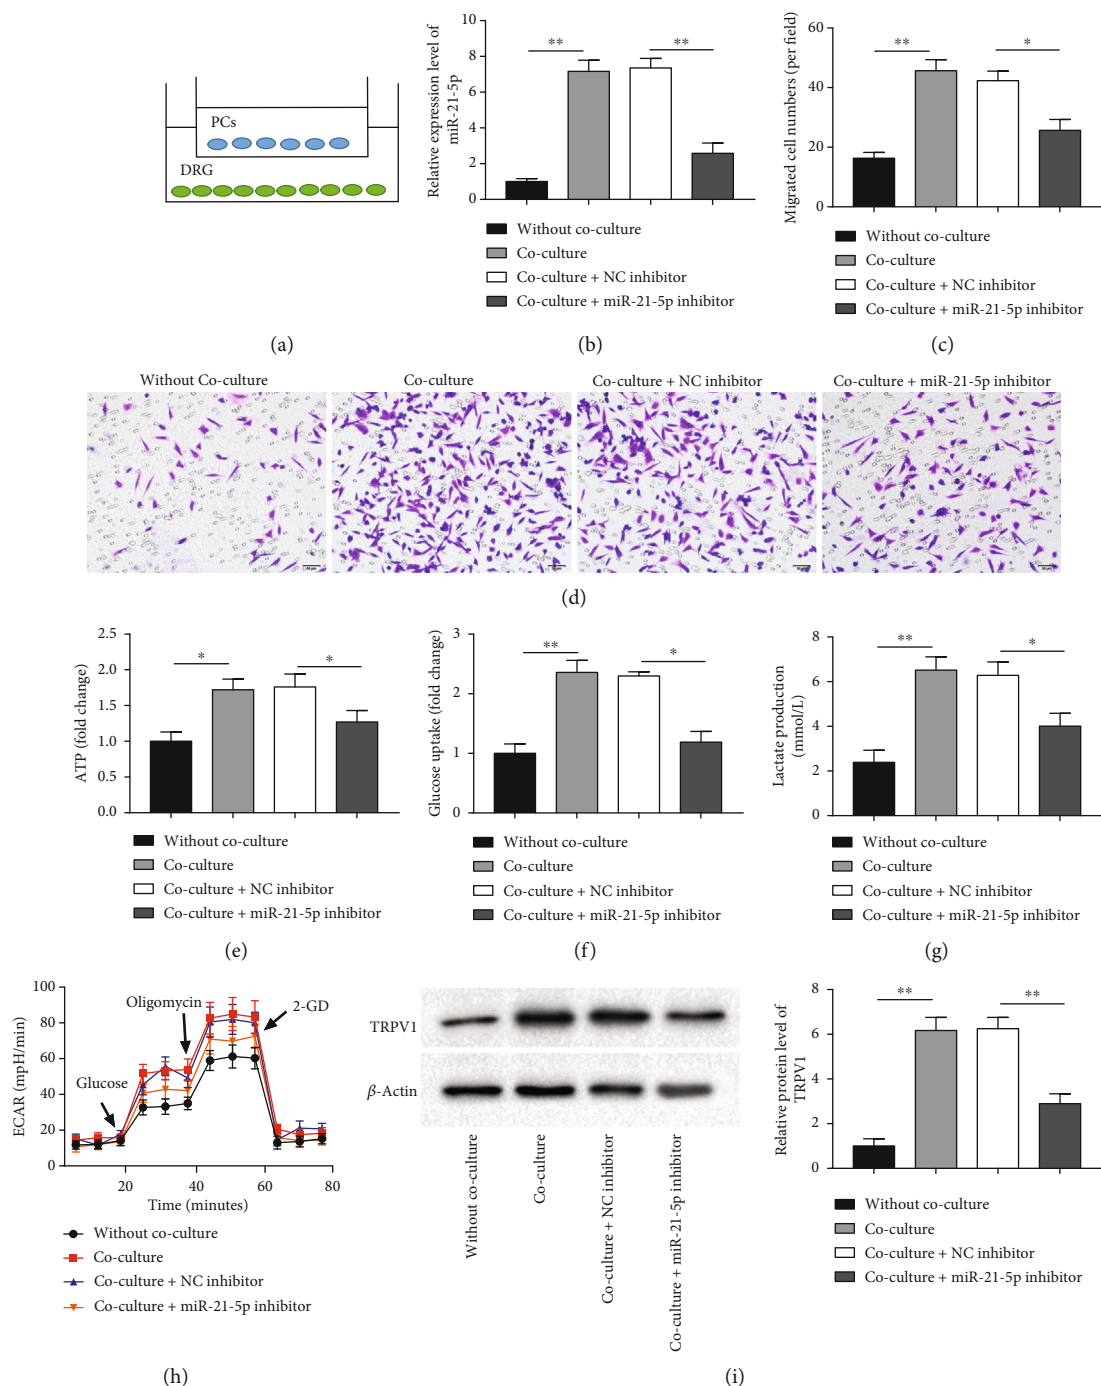 PCs
DRG
(a)
Relative expression level of
miR-21-5p
10
8
6
4
2
0
**
**
Without co-culture
Co-culture
Co-culture + NC inhibitor
Co-culture + miR-21-5p inhibitor
(b)
Migrated cell numbers (per field)
60
40
20
0
**
*
Without co-culture
Co-culture
Co-culture + NC inhibitor
Co-culture + miR-21-5p inhibitor
(c)
Without Co-culture
Co-culture
Co-culture + NC inhibitor
Co-culture + miR-21-5p inhibitor
(d)
ATP (fold change)
2.5
2.0
1.5
1.0
0.5
0.0
*
*
Without co-culture
Co-culture
Co-culture + NC inhibitor
Co-culture + miR-21-5p inhibitor
(e)
Glucose uptake (fold change)
3
2
1
0
**
*
Without co-culture
Co-culture
Co-culture + NC inhibitor
Co-culture + miR-21-5p inhibitor
(f)
Lactate production
(mmol/L)
8
6
4
2
0
**
*
Without co-culture
Co-culture
Co-culture + NC inhibitor
Co-culture + miR-21-5p inhibitor
(g)
ECAR (mpH/min)
100
80
60
40
20
0
Glucose
Oligomycin
2-GD
20
40
60
80
Time (minutes)
Without co-culture
Co-culture
Co-culture + NC inhibitor
Co-culture + miR-21-5p inhibitor
(h)
TRPV1
β-Actin
Without co-culture
Co-culture
Co-culture + NC inhibitor
Co-culture + miR-21-5p inhibitor
Relative protein level of
TRPV1
8
6
4
2
0
**
**
Without co-culture
Co-culture
Co-culture + NC inhibitor
Co-culture + miR-21-5p inhibitor
(i)